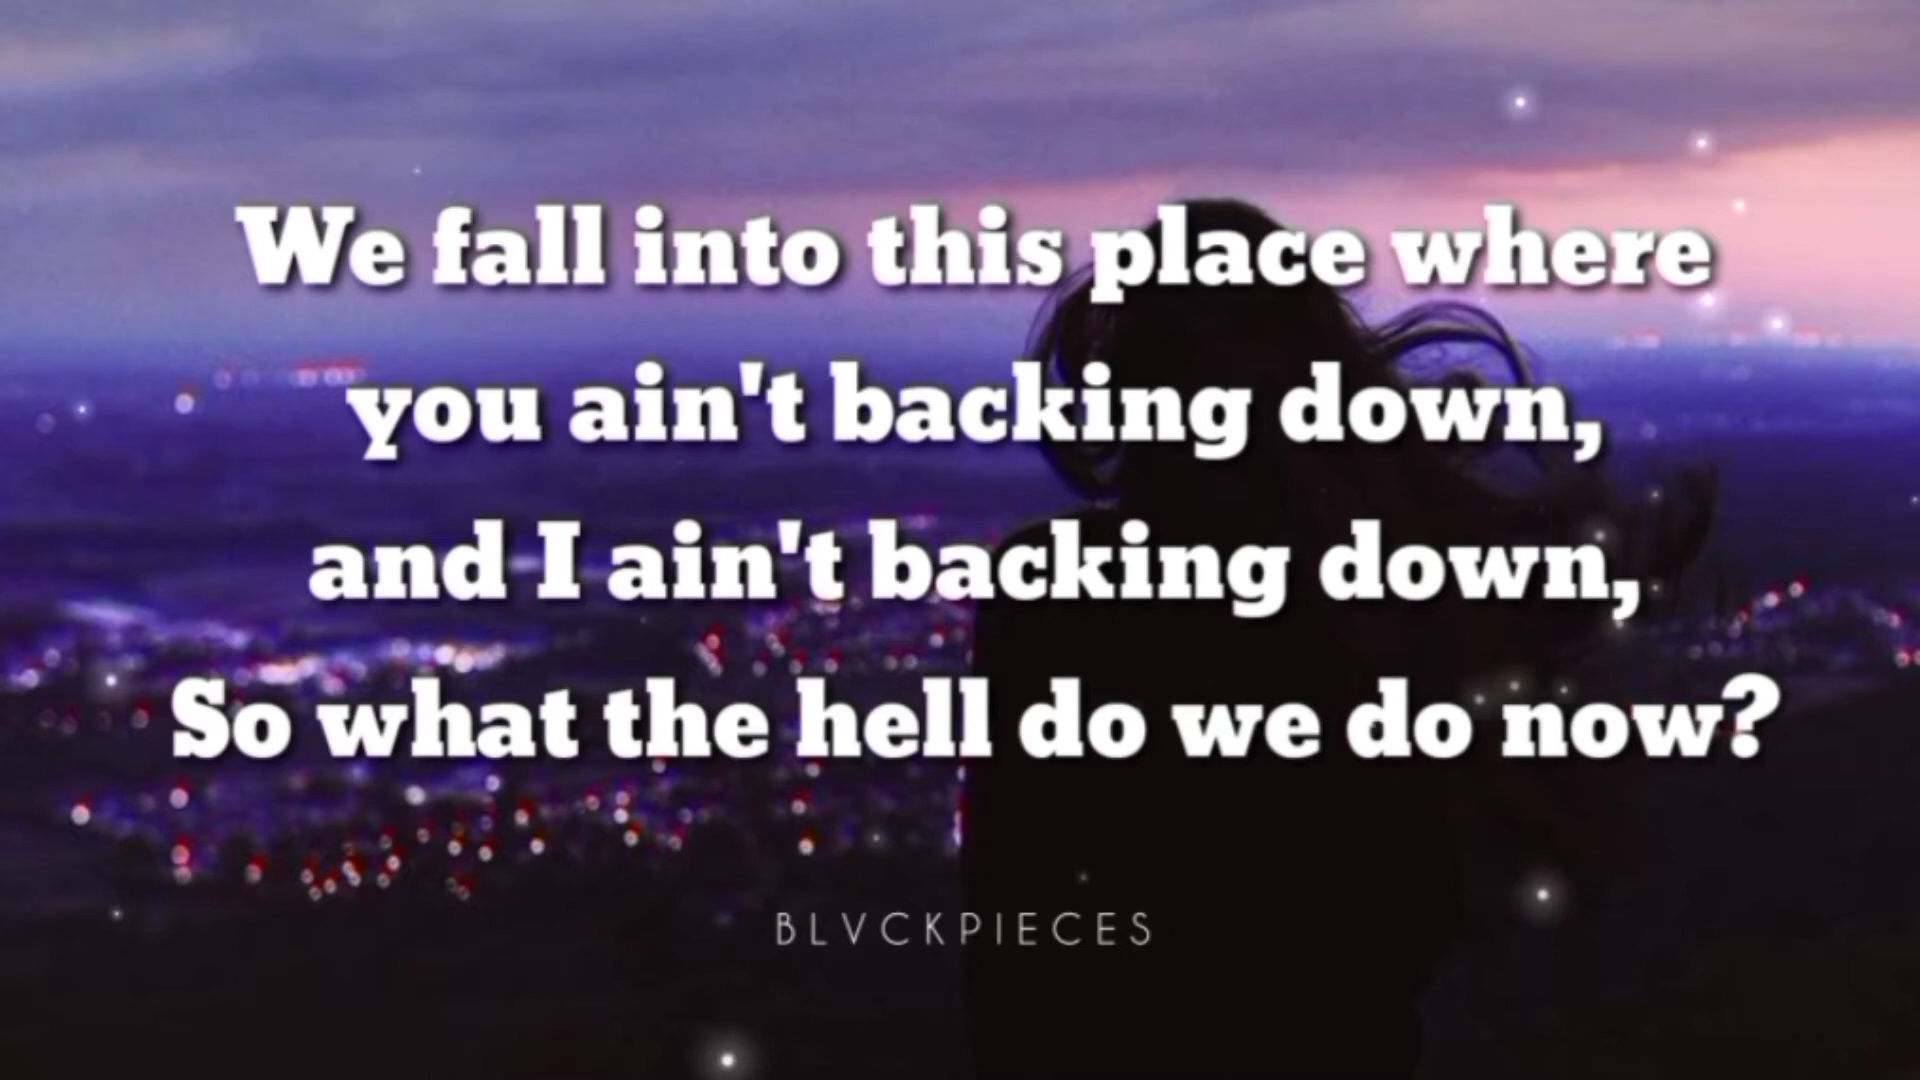 We fall into this place where
you ain't backing down,
and I ain't backing down,
So what the hell do we do now?
BLVCKPIECES